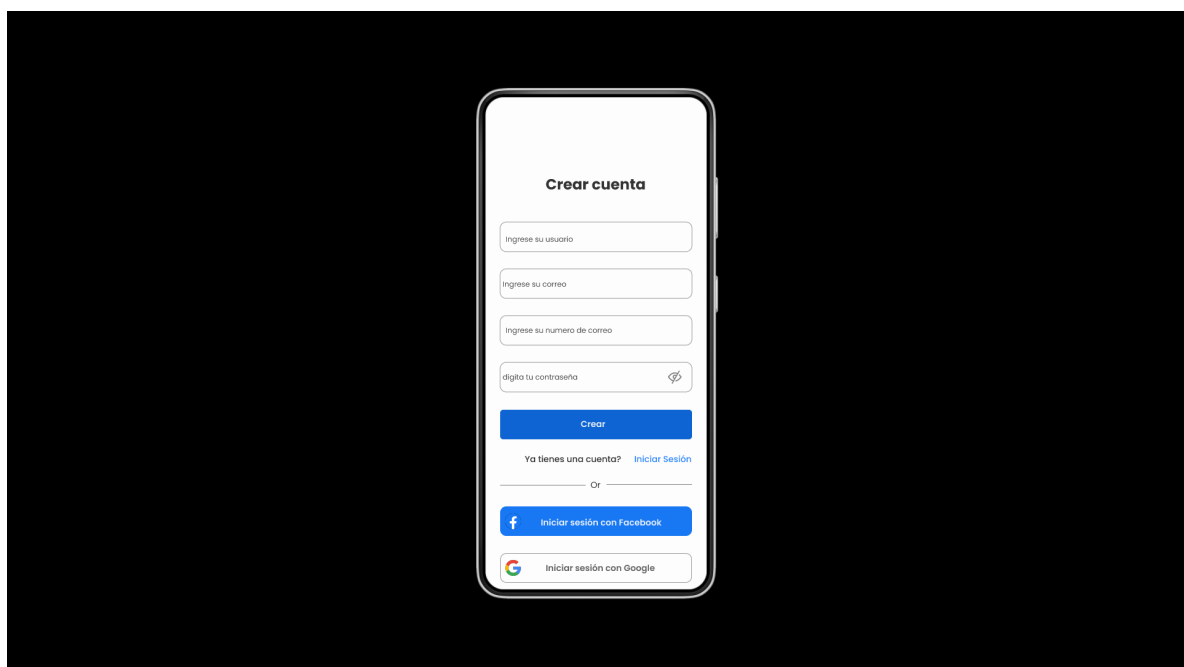 Crear cuenta
Ingrese su usuario
Ingrese su correo
Ingrese su numero de correo
digita tu contraseña
Crear
Ya tienes una cuenta? Iniciar Sesión
Or
Iniciar sesión con Facebook
Iniciar sesión con Google